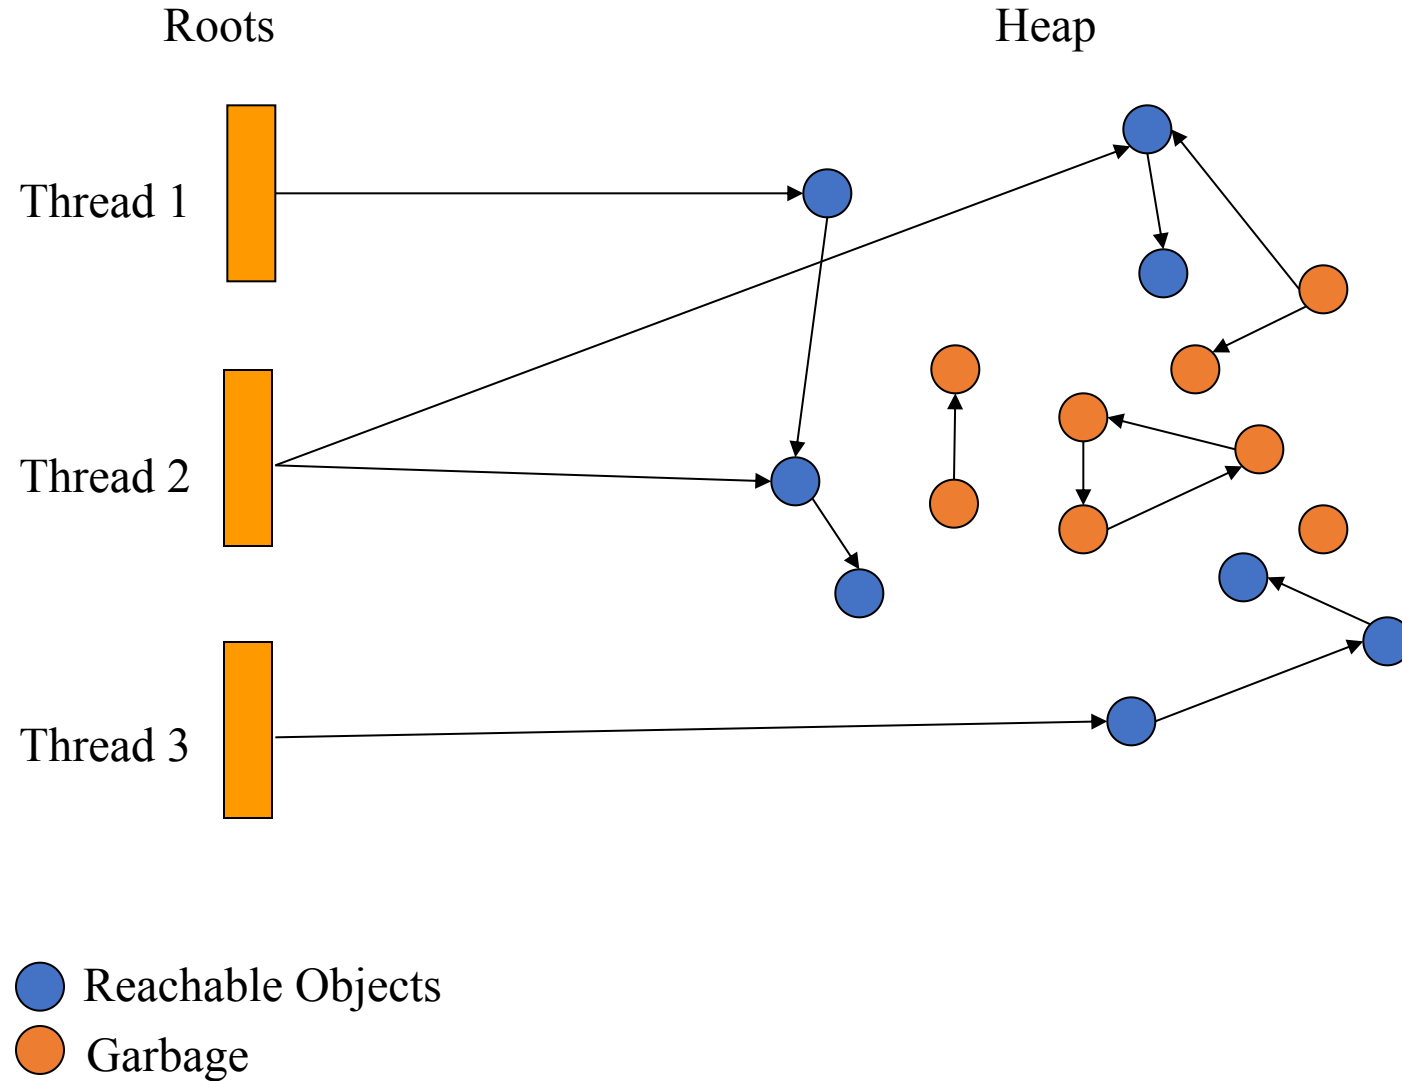 Roots
Heap
Thread 1
Thread 2
Thread 3
Reachable Objects
Garbage